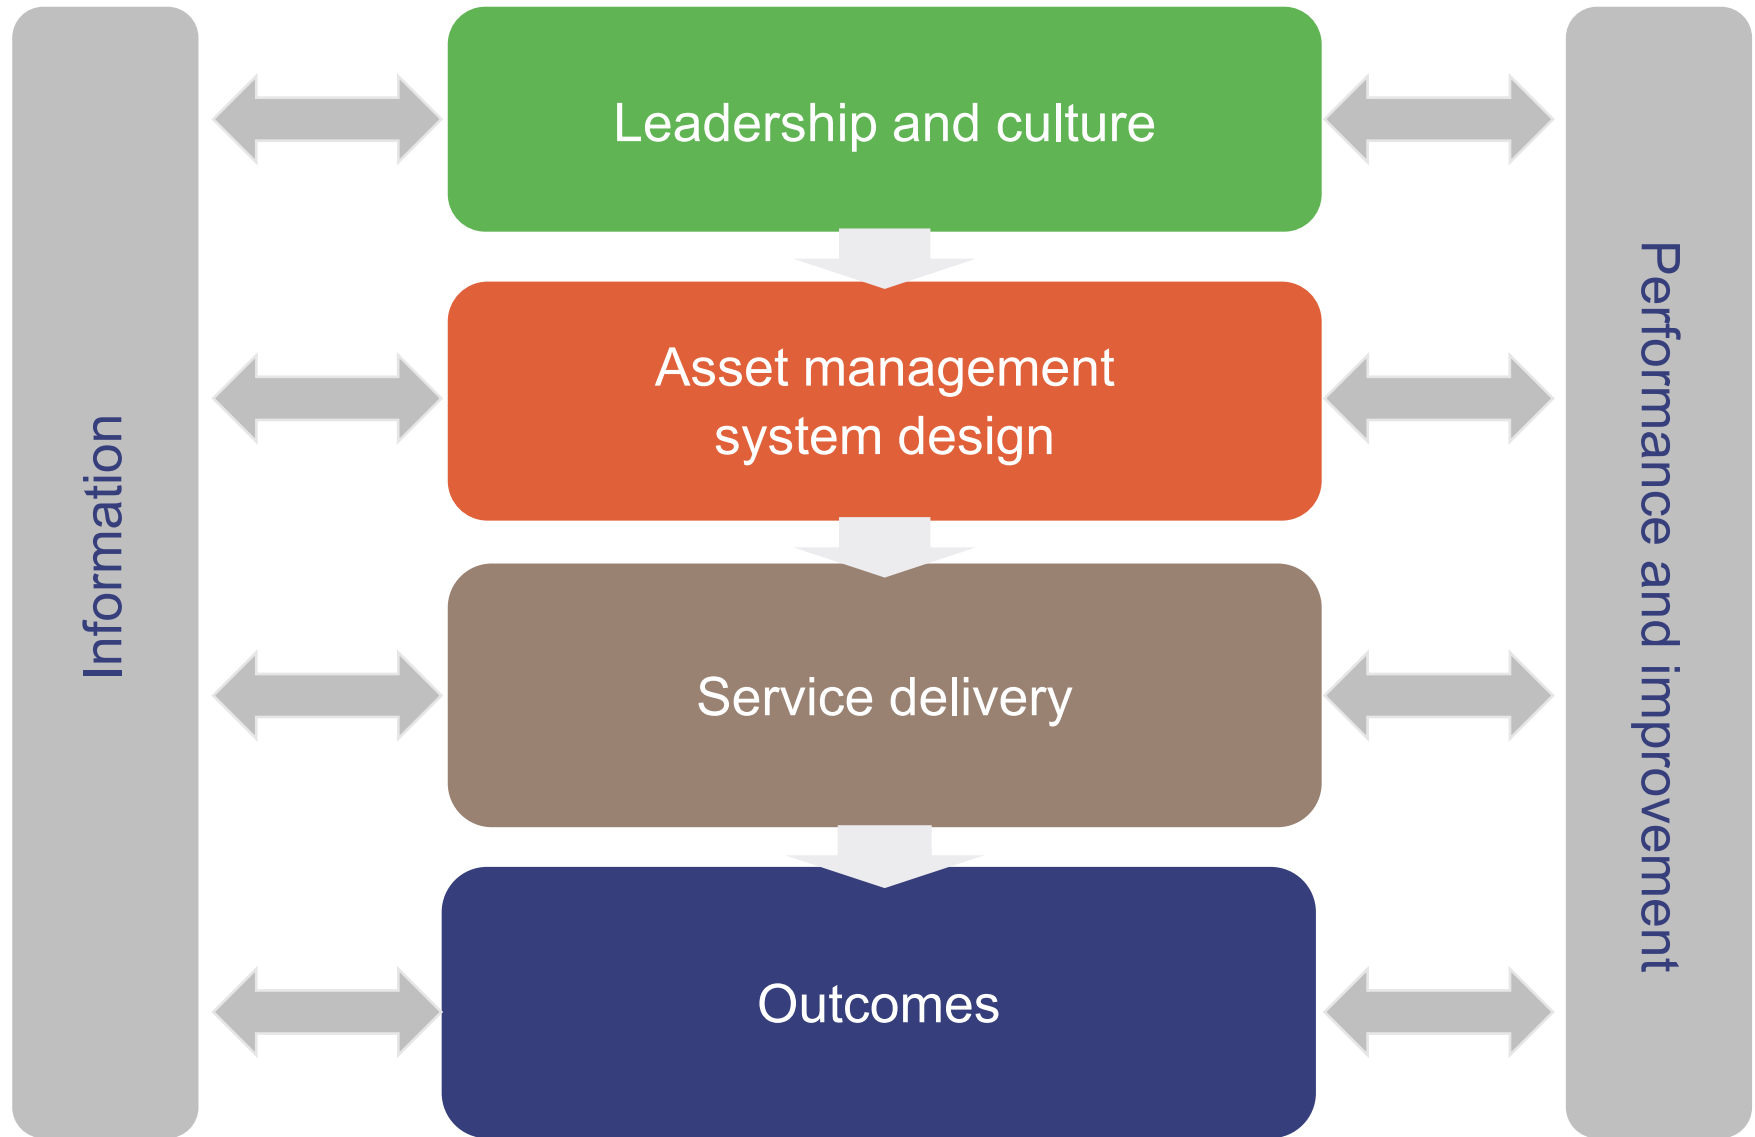 Information
Leadership and culture
Asset management
system design
Service delivery
Outcomes
Performance and improvement